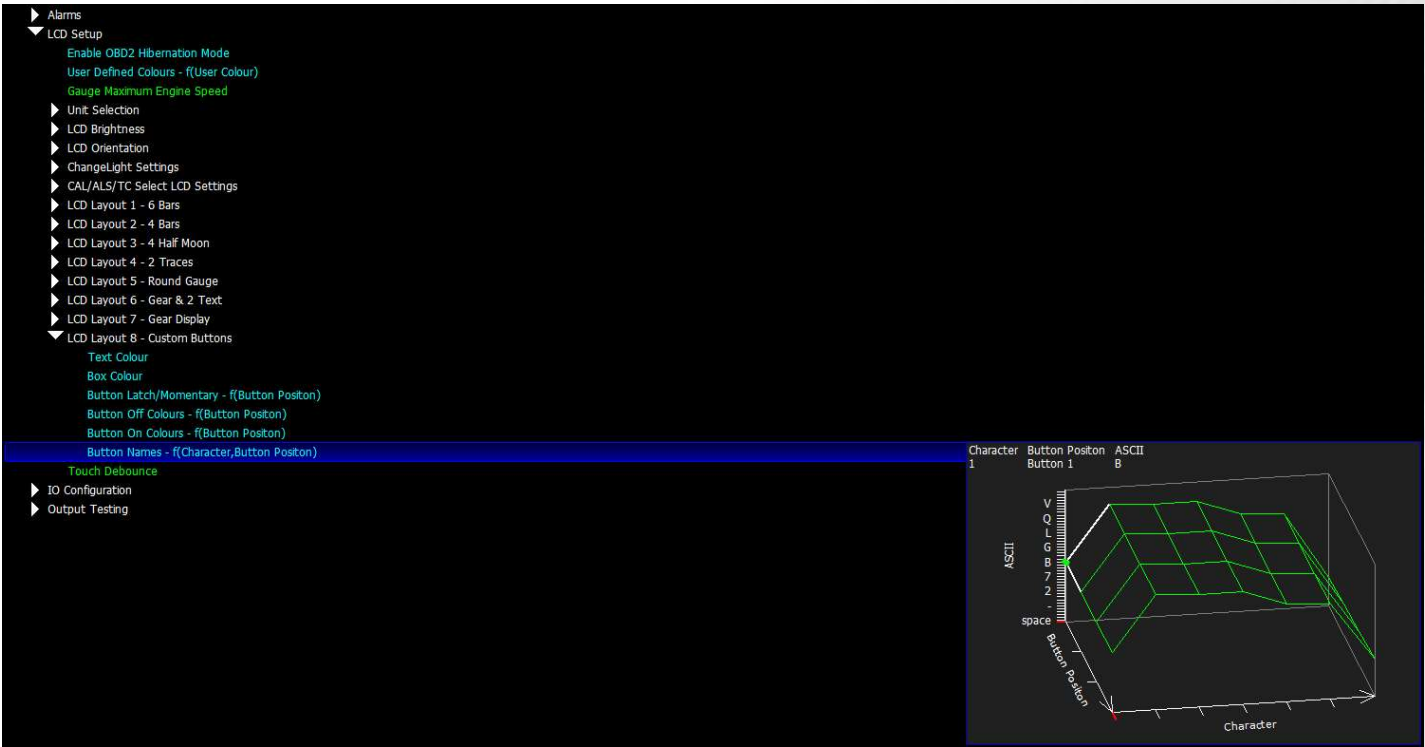 Alarms
LCD Setup
Enable OBD2 Hibernation Mode
User Defined Colours - f(User Colour)
Gauge Maximum Engine Speed
Unit Selection
LCD Brightness
LCD Orientation
ChangeLight Settings
CAL/ALS/TC Select LCD Settings
LCD Layout 1 - 6 Bars
LCD Layout 2 - 4 Bars
LCD Layout 3 - 4 Half Moon
LCD Layout 4 - 2 Traces
LCD Layout 5 - Round Gauge
LCD Layout 6 - Gear & 2 Text
LCD Layout 7 - Gear Display
LCD Layout 8 - Custom Buttons
Text Colour
Box Colour
Button Latch/Momentary - f(Button Positon)
Button Off Colours - f(Button Positon)
Button On Colours - f(Button Positon)
Button Names - f(Character,Button Positon)
Touch Debounce
IO Configuration
Output Testing
Character Button Positon ASCII
1 Button 1 B
V
Q
L
G
B
7
2
-
space
ASCII
Button Positon
Character